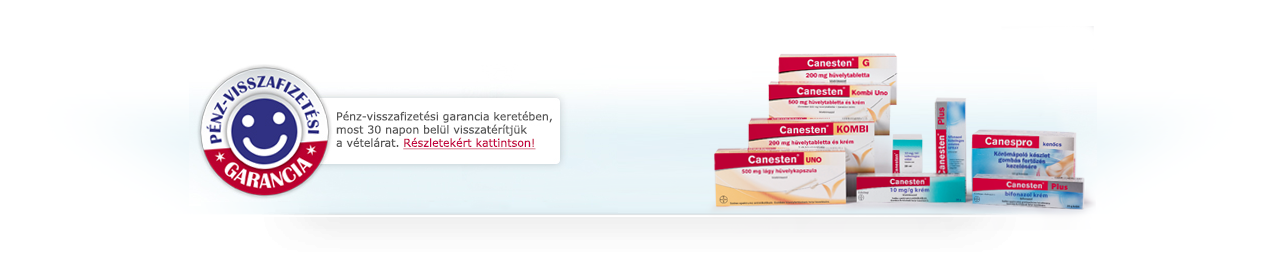 PÉNZ-VISSZAFIZETÉSI
GARANCIA
Pénz-visszafizetési garancia keretében,
most 30 napon belül visszatérítjük
a vételárat. Részletekért kattintson!
Canesten G
200 mg hüvelytabletta
Canesten Kombi Uno
500 mg hüvelytabletta és krém
Canesten KOMBI
200 mg hüvelytabletta és krém
Canesten UNO
500 mg lágy hüvelykapszula
Canesten Plus
Canespro
kenőcs
Körömápoló készlet
gombás fertőzés
kezelésére
Canesten
10 mg/g krém
Canesten Plus
bifonazol krém